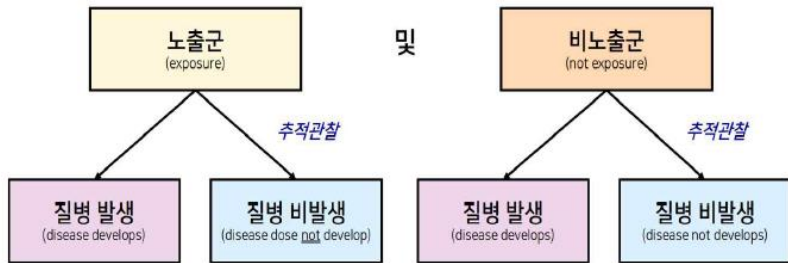 노출군
(exposure)
및
비노출군
(not exposure)
추적관찰
추적관찰
질병 발생
(disease develops)
질병 비발생
(disease dose not develop)
질병 발생
(disease develops)
질병 비발생
(disease not develops)